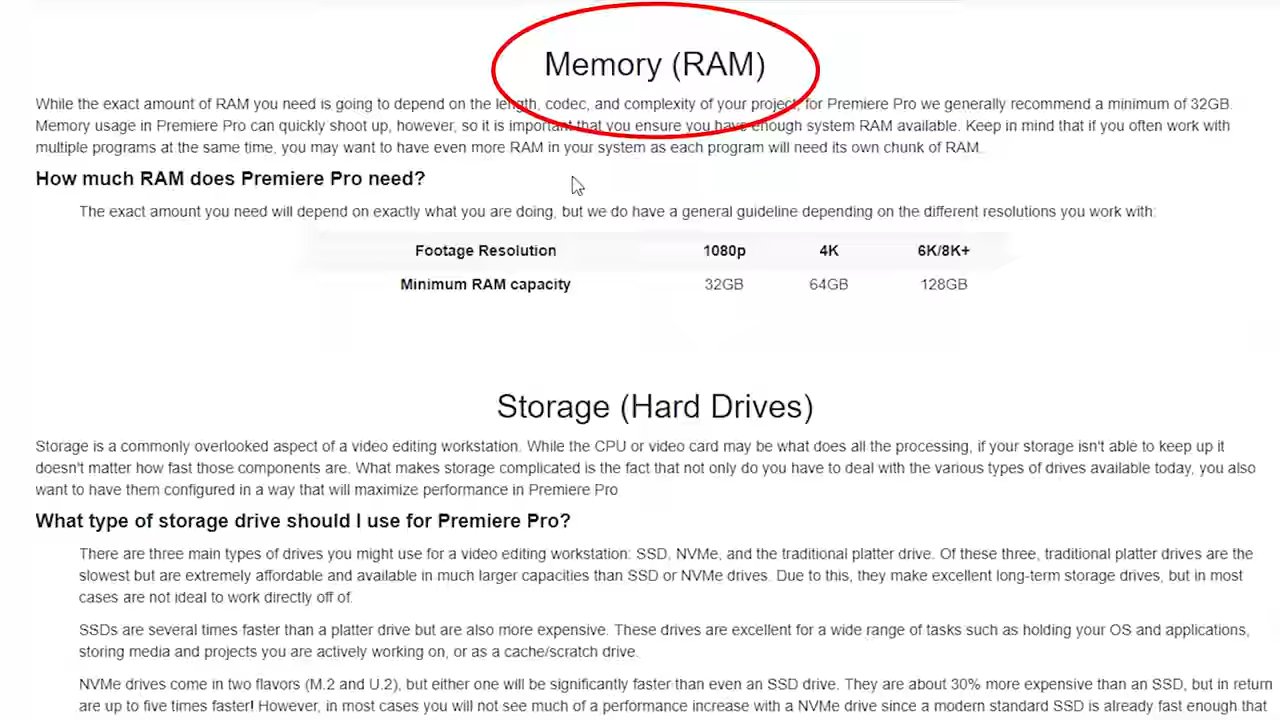 Memory (RAM)
While the exact amount of RAM you need is going to depend on the length, codec, and complexity of your project, for Premiere Pro we generally recommend a minimum of 32GB.
Memory usage in Premiere Pro can quickly shoot up, however, so it is important that you ensure you have enough system RAM available. Keep in mind that if you often work with
multiple programs at the same time, you may want to have even more RAM in your system as each program will need its own chunk of RAM.
How much RAM does Premiere Pro need?
The exact amount you need will depend on exactly what you are doing, but we do have a general guideline depending on the different resolutions you work with:
Footage Resolution 1080p 4K 6K/8K+
Minimum RAM capacity 32GB 64GB 128GB
Storage (Hard Drives)
Storage is a commonly overlooked aspect of a video editing workstation. While the CPU or video card may be what does all the processing, if your storage isn't able to keep up it
doesn't matter how fast those components are. What makes storage complicated is the fact that not only do you have to deal with the various types of drives available today, you also
want to have them configured in a way that will maximize performance in Premiere Pro
What type of storage drive should I use for Premiere Pro?
There are three main types of drives you might use for a video editing workstation: SSD, NVMe, and the traditional platter drive. Of these three, traditional platter drives are the
slowest but are extremely affordable and available in much larger capacities than SSD or NVMe drives. Due to this, they make excellent long-term storage drives, but in most
cases are not ideal to work directly off of.
SSDs are several times faster than a platter drive but are also more expensive. These drives are excellent for a wide range of tasks such as holding your OS and applications,
storing media and projects you are actively working on, or as a cache/scratch drive.
NVMe drives come in two flavors (M.2 and U.2), but either one will be significantly faster than even an SSD drive. They are about 30% more expensive than an SSD, but in return
are up to five times faster! However, in most cases you will not see much of a performance increase with a NVMe drive since a modern standard SSD is already fast enough that